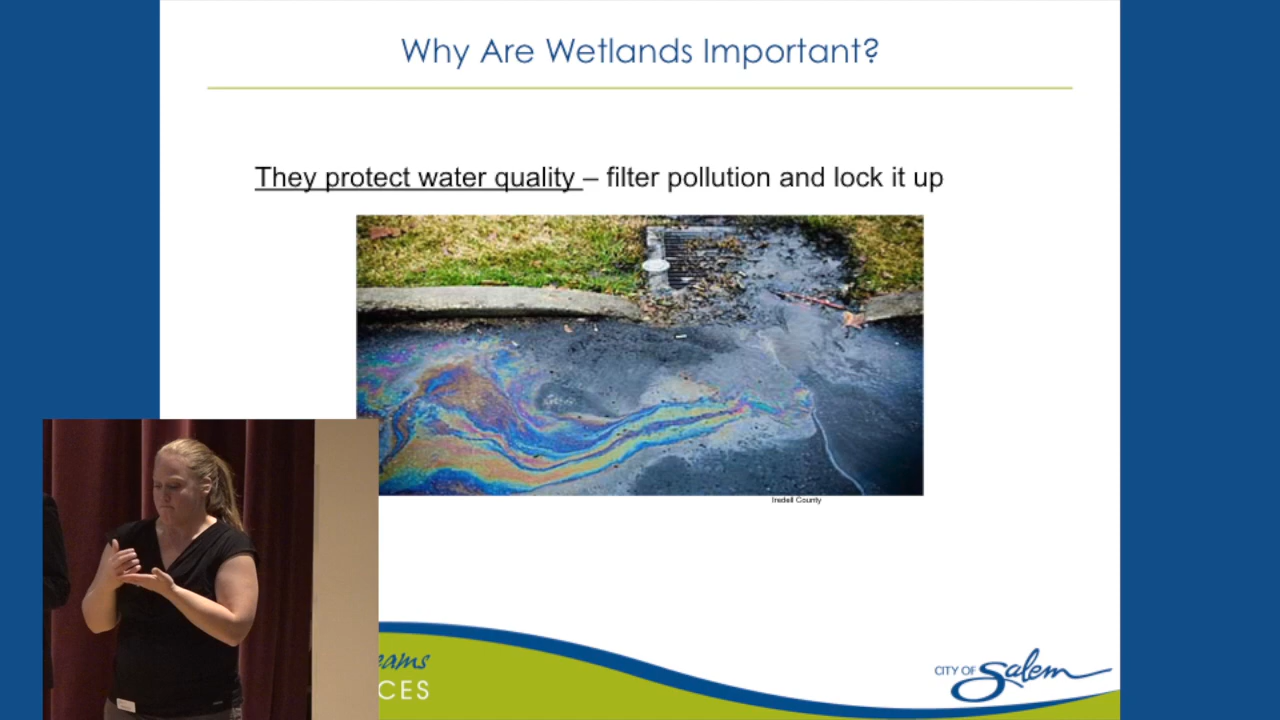 Why Are Wetlands Important?
They protect water quality – filter pollution and lock it up
Iredell County
eams
CES
CITY OF Salem